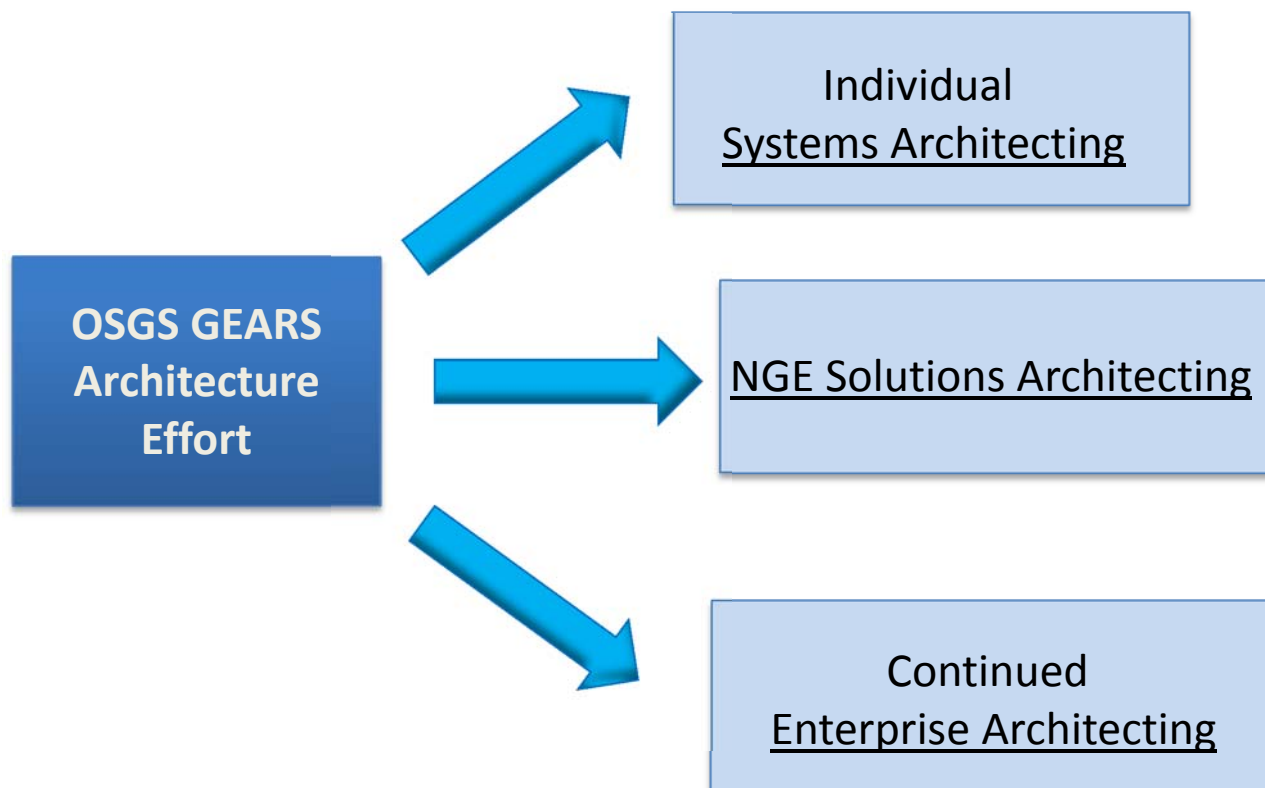 Individual
Systems Architecting
OSGS GEARS
Architecture
Effort
NGE Solutions Architecting
Continued
Enterprise Architecting